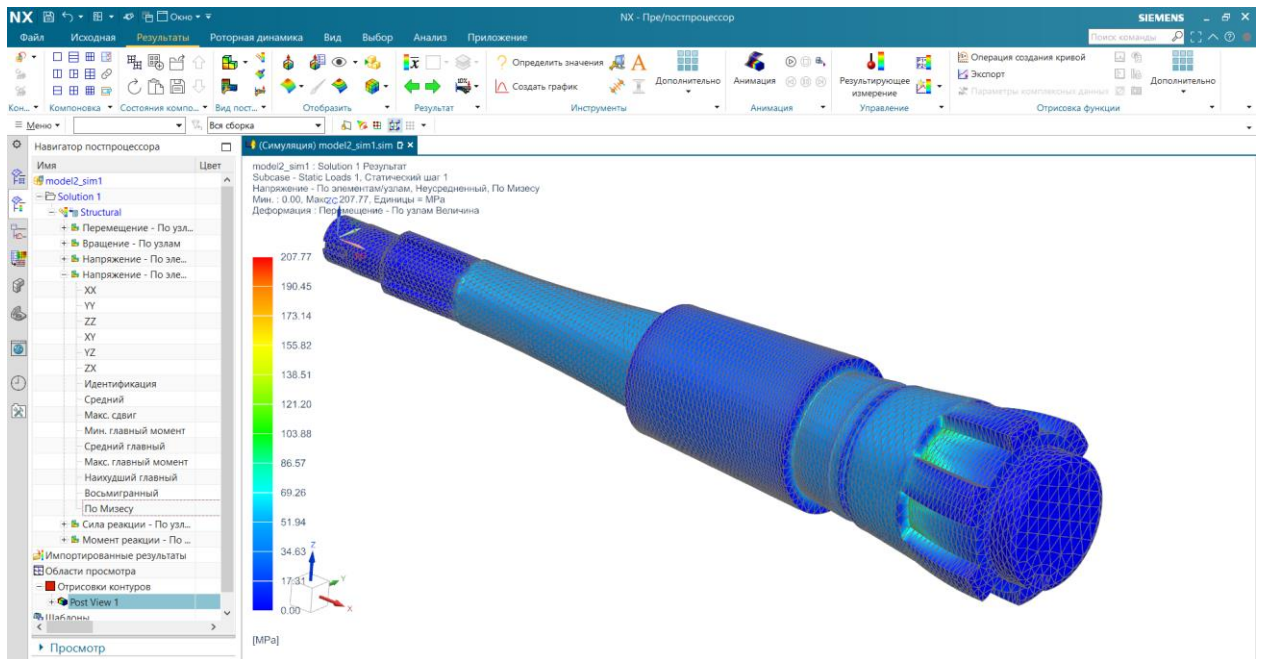 NX Окно NX - Пре/постпроцессор SIEMENS
Файл Исходная Результаты Роторная динамика Вид Выбор Анализ Приложение Поиск команды
Определить значения
Создать график
Дополнительно
Анимация
Результирующее измерение
Операция создания кривой
Экспорт
Параметры комплексных данных
Дополнительно
Кон... Компоновка Состояния компо... Вид пост... Отобразить Результат Инструменты Анимация Управление Отрисовка функции
Меню Вся сборка
Навигатор постпроцессора
(Симуляция) model2_sim1.sim
Имя Цвет
model2_sim1
Solution 1
Structural
Перемещение - По узл...
Вращение - По узлам
Напряжение - По эле...
Напряжение - По эле...
XX
YY
ZZ
XY
YZ
ZX
Идентификация
Средний
Макс. сдвиг
Мин. главный момент
Средний главный
Макс. главный момент
Наихудший главный
Восьмигранный
По Мизесу
Сила реакции - По узл...
Момент реакции - По ...
Импортированные результаты
Области просмотра
Отрисовки контуров
Post View 1
Шаблоны
Просмотр
model2_sim1 : Solution 1 Результат
Subcase - Static Loads 1, Статический шаг 1
Напряжение - По элементам/узлам, Неусредненный, По Мизесу
Мин. : 0.00, Макс. 207.77, Единицы = MPa
Деформация : Перемещение - По узлам Величина
207.77
190.45
173.14
155.82
138.51
121.20
103.88
86.57
69.26
51.94
34.63
17.31
0.00
[MPa]
Z
Y
X